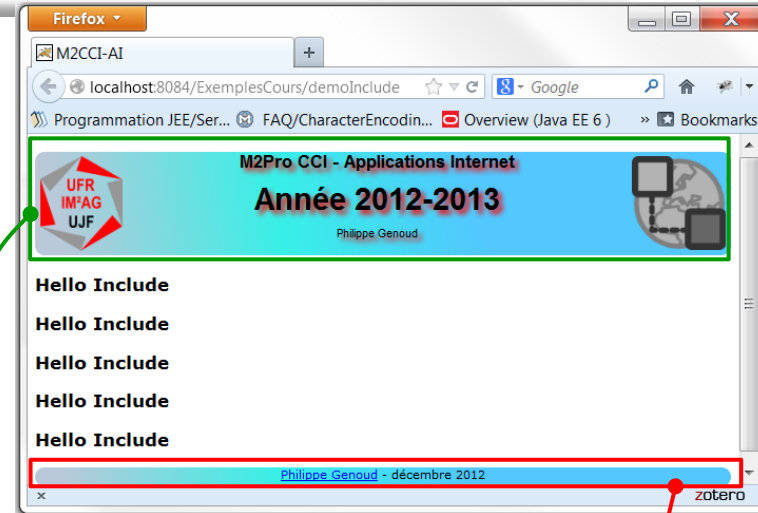 Firefox
M2CCI-AI +
localhost:8084/ExemplesCours/demoInclude 8 Google
Programmation JEE/Ser... FAQ/CharacterEncodin... Overview (Java EE 6 ) » Bookmarks
M2Pro CCI - Applications Internet
UFR
IM²AG
UJF
Année 2012-2013
Philippe Genoud
Hello Include
Hello Include
Hello Include
Hello Include
Hello Include
Philippe Genoud - décembre 2012
x zotero